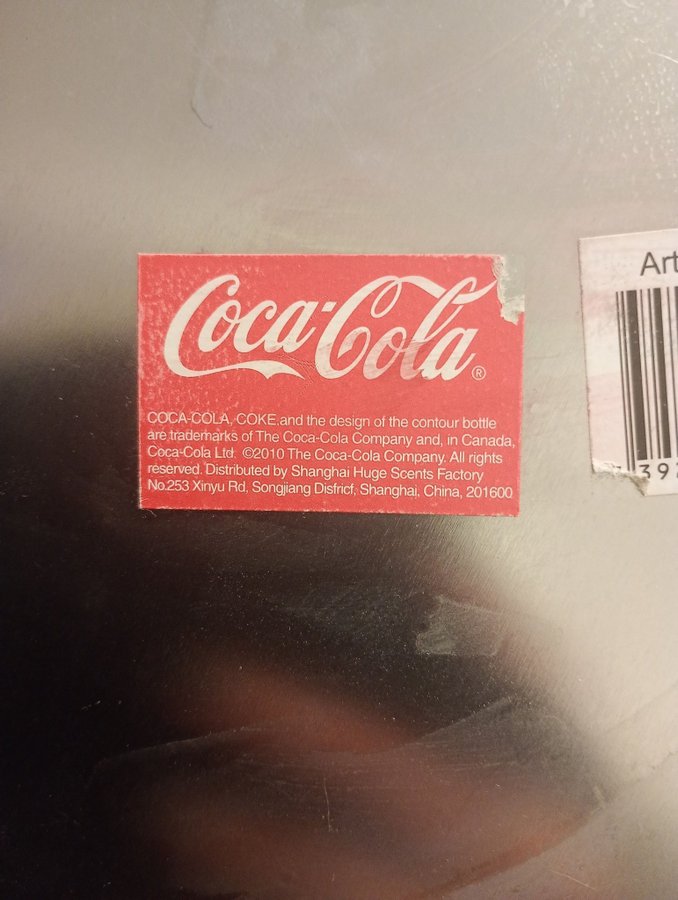 Coca-Cola®
COCA-COLA, COKE and the design of the contour bottle
are trademarks of The Coca-Cola Company and, in Canada,
Coca-Cola Ltd. ©2010 The Coca-Cola Company. All rights
reserved. Distributed by Shanghai Huge Scents Factory
No.253 Xinyu Rd, Songjiang Disfricf, Shanghai, China, 201600
Art